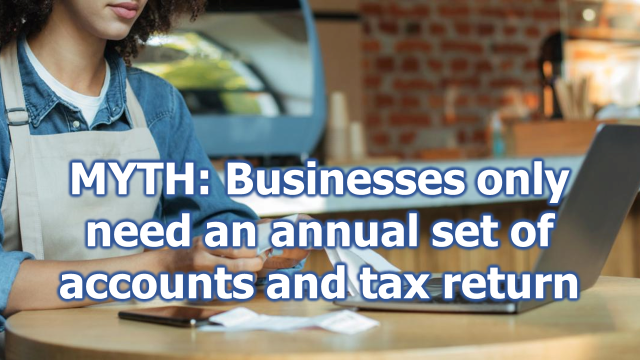 MYTH: Businesses only
need an annual set of
accounts and tax return